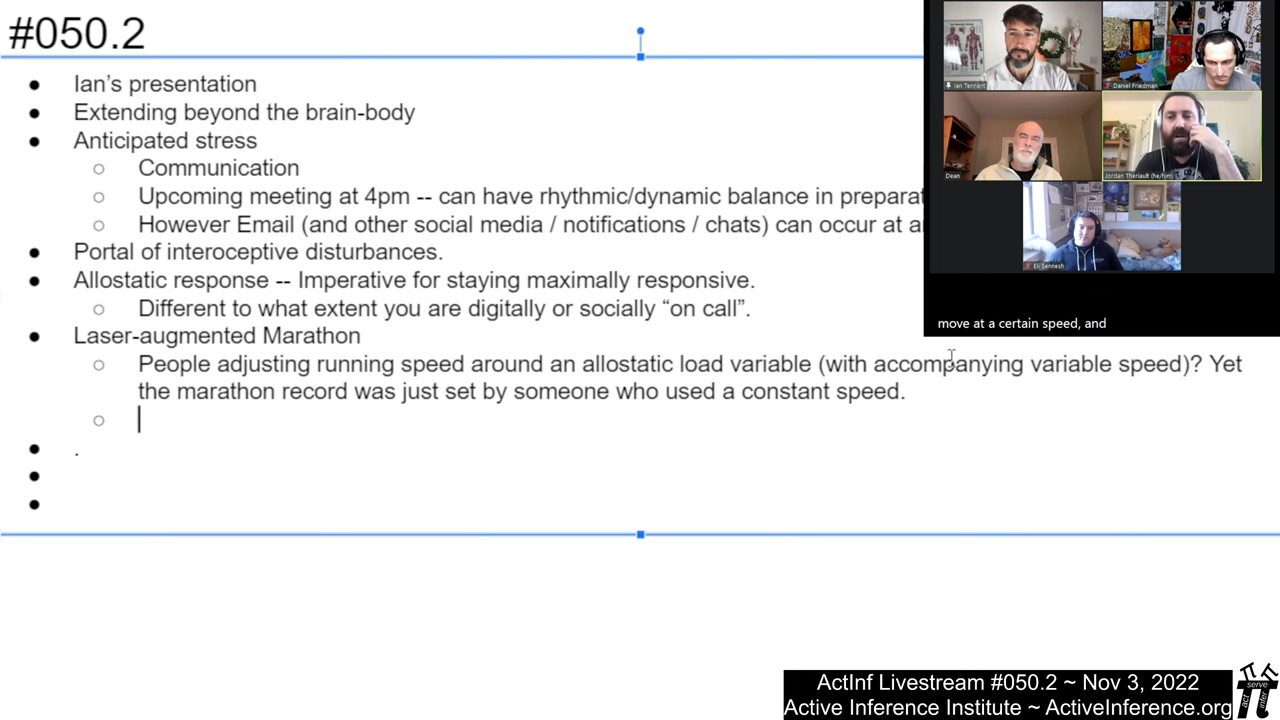 #050.2
Ian’s presentation
Extending beyond the brain-body
Anticipated stress
Communication
Upcoming meeting at 4pm -- can have rhythmic/dynamic balance in
However Email (and other social media / notifications / chats) can occur at
Portal of interoceptive disturbances.
Allostatic response -- Imperative for staying maximally responsive.
Different to what extent you are digitally or socially “on call”.
Laser-augmented Marathon
People adjusting running speed around an allostatic load variable (with accompanying variable speed)? Yet
the marathon record was just set by someone who used a constant speed.
.
Ian Tennant
Daniel Friedman
Dean
Jordan Theriault (he/him)
Eli Sennesh
move at a certain speed, and
ActInf Livestream #050.2 ~ Nov 3, 2022
Active Inference Institute ~ ActiveInference.org
serve